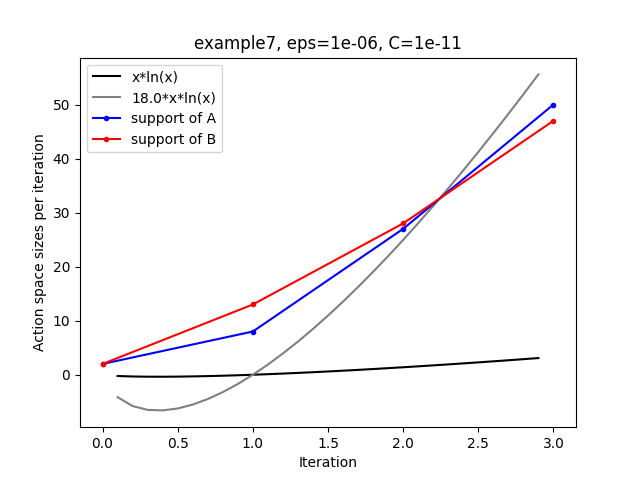 example7, eps=1e-06, C=1e-11
x*ln(x)
18.0*x*ln(x)
support of A
support of B
Action space sizes per iteration
50
40
30
20
10
0
0.0 0.5 1.0 1.5 2.0 2.5 3.0
Iteration